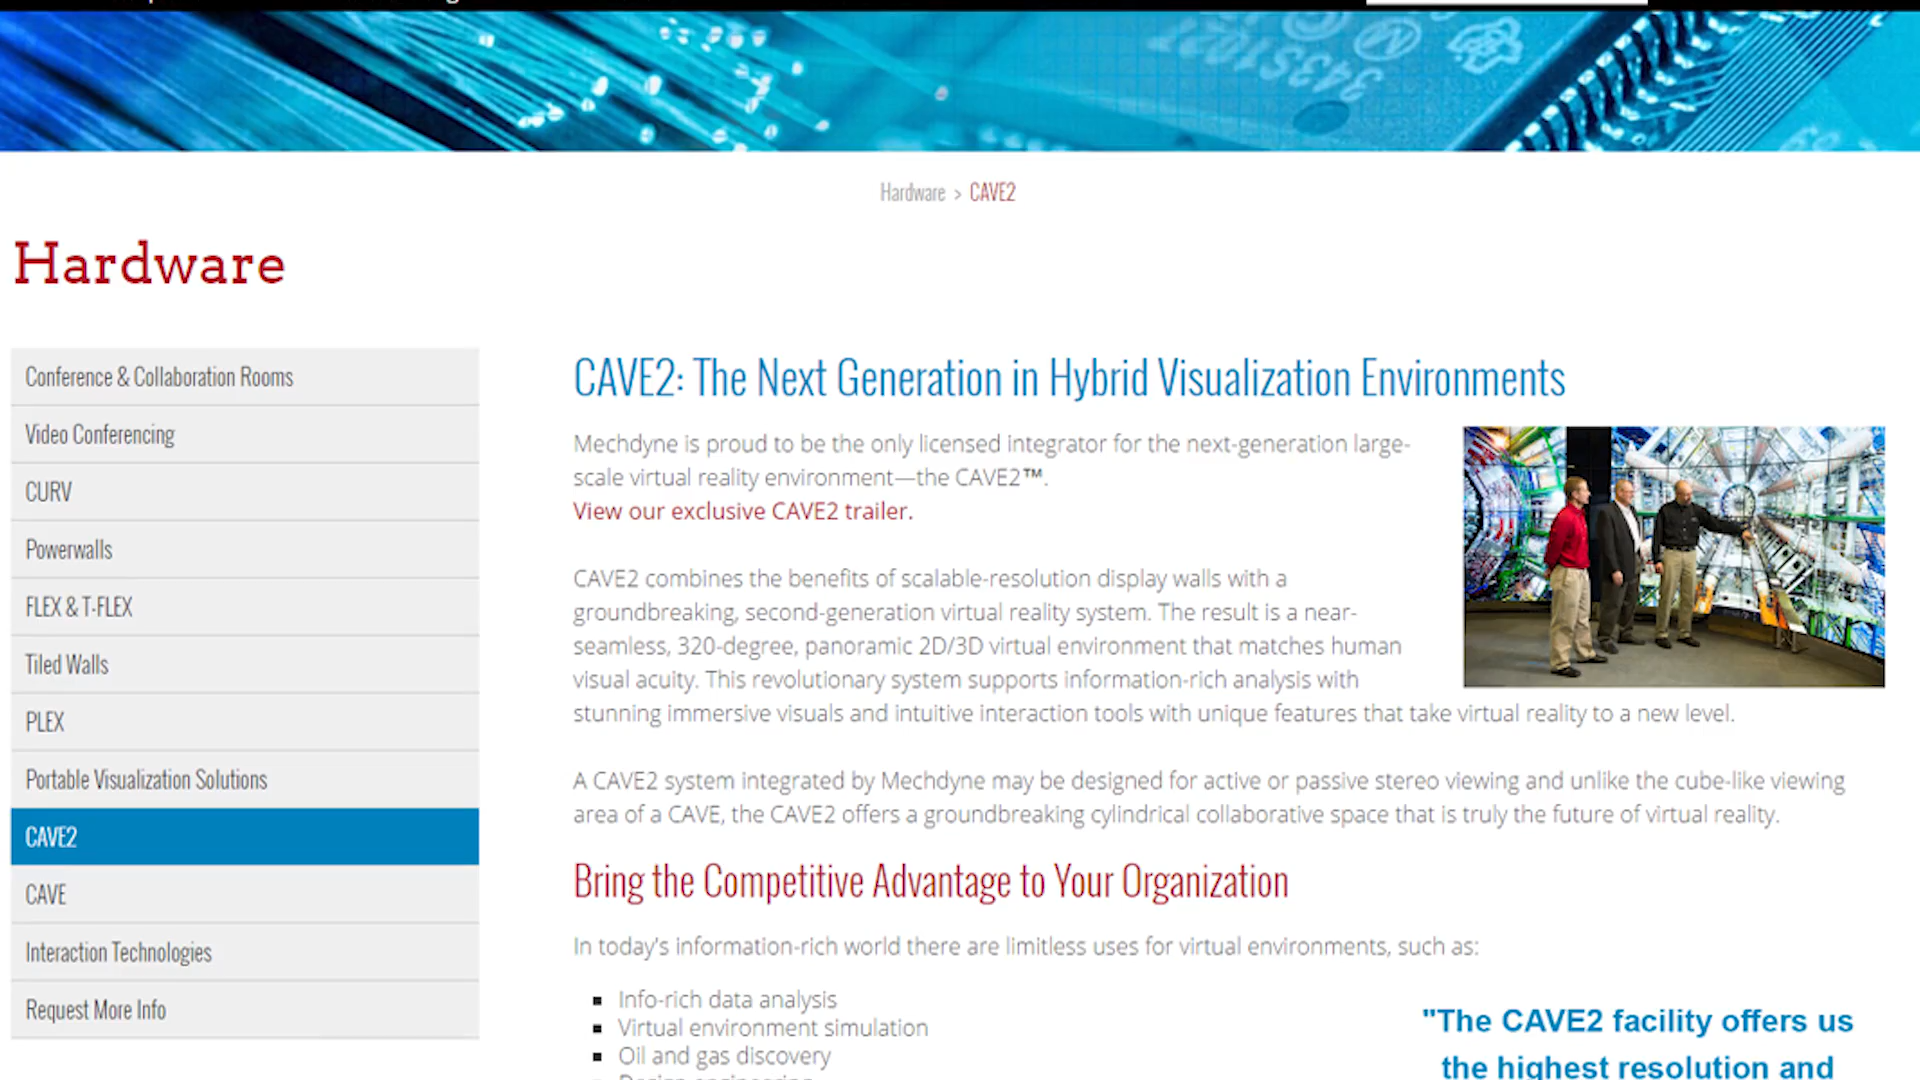 Hardware > CAVE2
Hardware
Conference & Collaboration Rooms
Video Conferencing
CURV
Powerwalls
FLEX & T-FLEX
Tiled Walls
PLEX
Portable Visualization Solutions
CAVE2
CAVE
Interaction Technologies
Request More Info
CAVE2: The Next Generation in Hybrid Visualization Environments
Mechdyne is proud to be the only licensed integrator for the next-generation large-
scale virtual reality environment—the CAVE2™.
View our exclusive CAVE2 trailer.
CAVE2 combines the benefits of scalable-resolution display walls with a
groundbreaking, second-generation virtual reality system. The result is a near-
seamless, 320-degree, panoramic 2D/3D virtual environment that matches human
visual acuity. This revolutionary system supports information-rich analysis with
stunning immersive visuals and intuitive interaction tools with unique features that take virtual reality to a new level.
A CAVE2 system integrated by Mechdyne may be designed for active or passive stereo viewing and unlike the cube-like viewing
area of a CAVE, the CAVE2 offers a groundbreaking cylindrical collaborative space that is truly the future of virtual reality.
Bring the Competitive Advantage to Your Organization
In today's information-rich world there are limitless uses for virtual environments, such as:
Info-rich data analysis
Virtual environment simulation
Oil and gas discovery
"The CAVE2 facility offers us
the highest resolution and